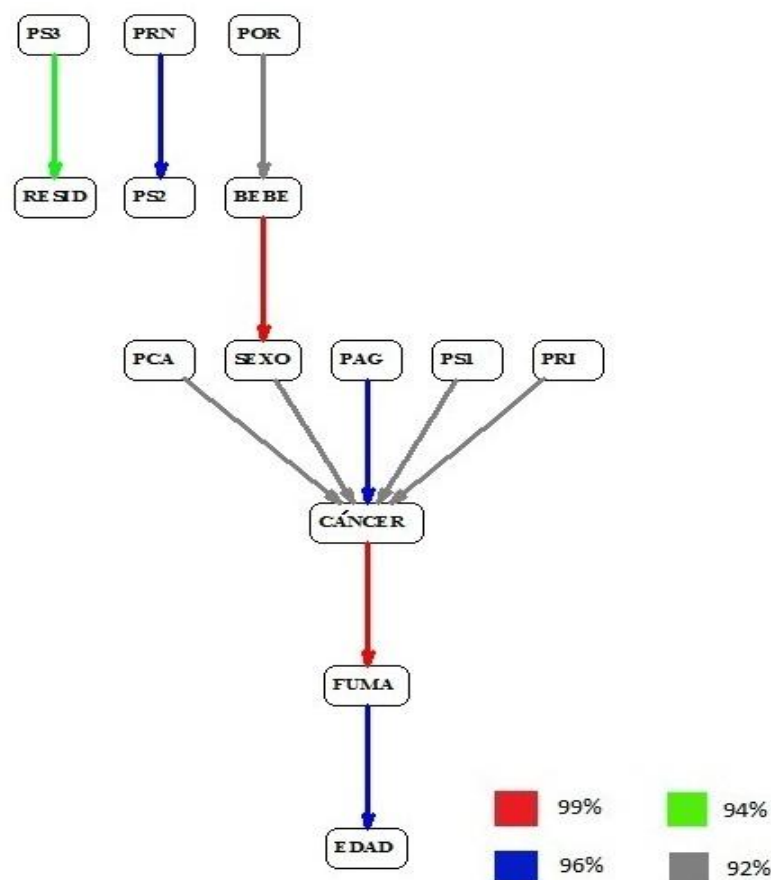 PS3 PRN POR
RESID PS2 BEBE
PCA SEXO PAG PS1 PRI
CÁNCER
FUMA
EDAD
99% 94%
96% 92%